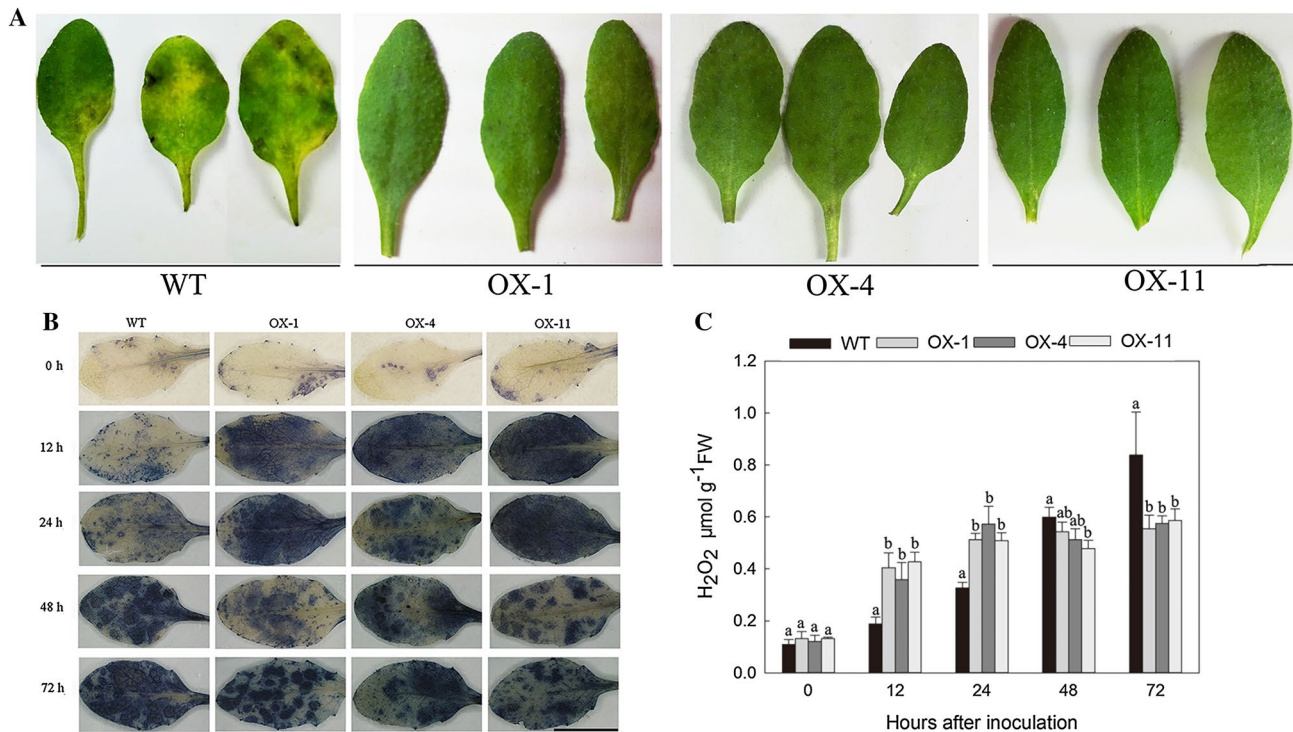 A
WT OX-1 OX-4 OX-11
B
WT OX-1 OX-4 OX-11
0 h
12 h
24 h
48 h
72 h
C
WT OX-1 OX-4 OX-11
H₂O₂ μmol g⁻¹FW
1.2
1.0
0.8
0.6
0.4
0.2
0.0
a a a a
a b b b
a b b b
a ab ab b
a b b b
0 12 24 48 72
Hours after inoculation